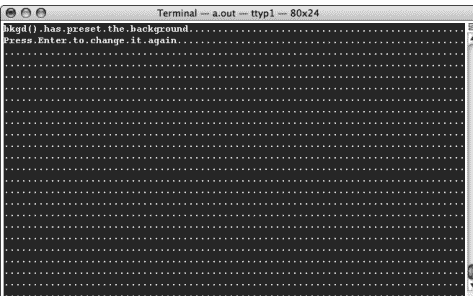 Terminal — a.out — ttyp1 — 80x24
bkgd().has.preset.the.background..............................................
Press.Enter.to.change.it.again................................................